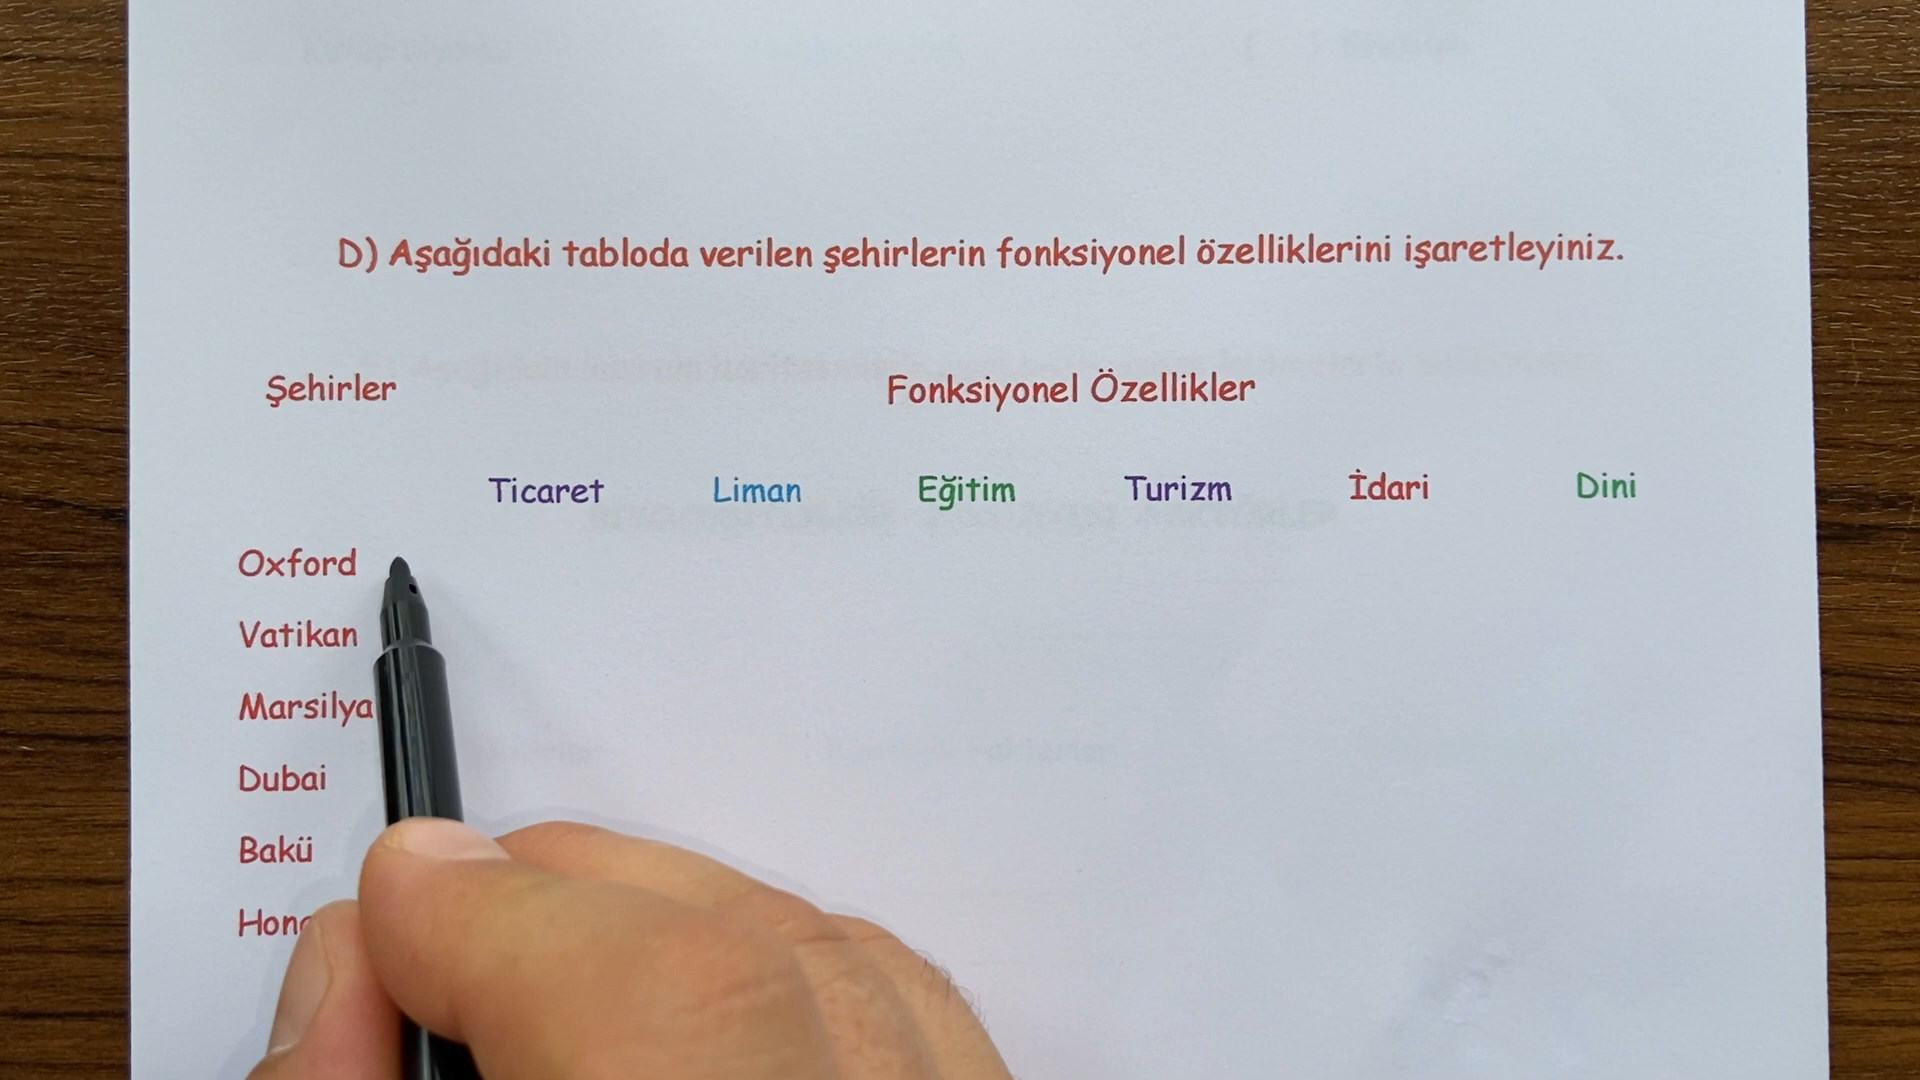 D) Aşağıdaki tabloda verilen şehirlerin fonksiyonel özelliklerini işaretleyiniz.
Şehirler Fonksiyonel Özellikler
Ticaret Liman Eğitim Turizm İdari Dini
Oxford
Vatikan
Marsilya
Dubai
Bakü